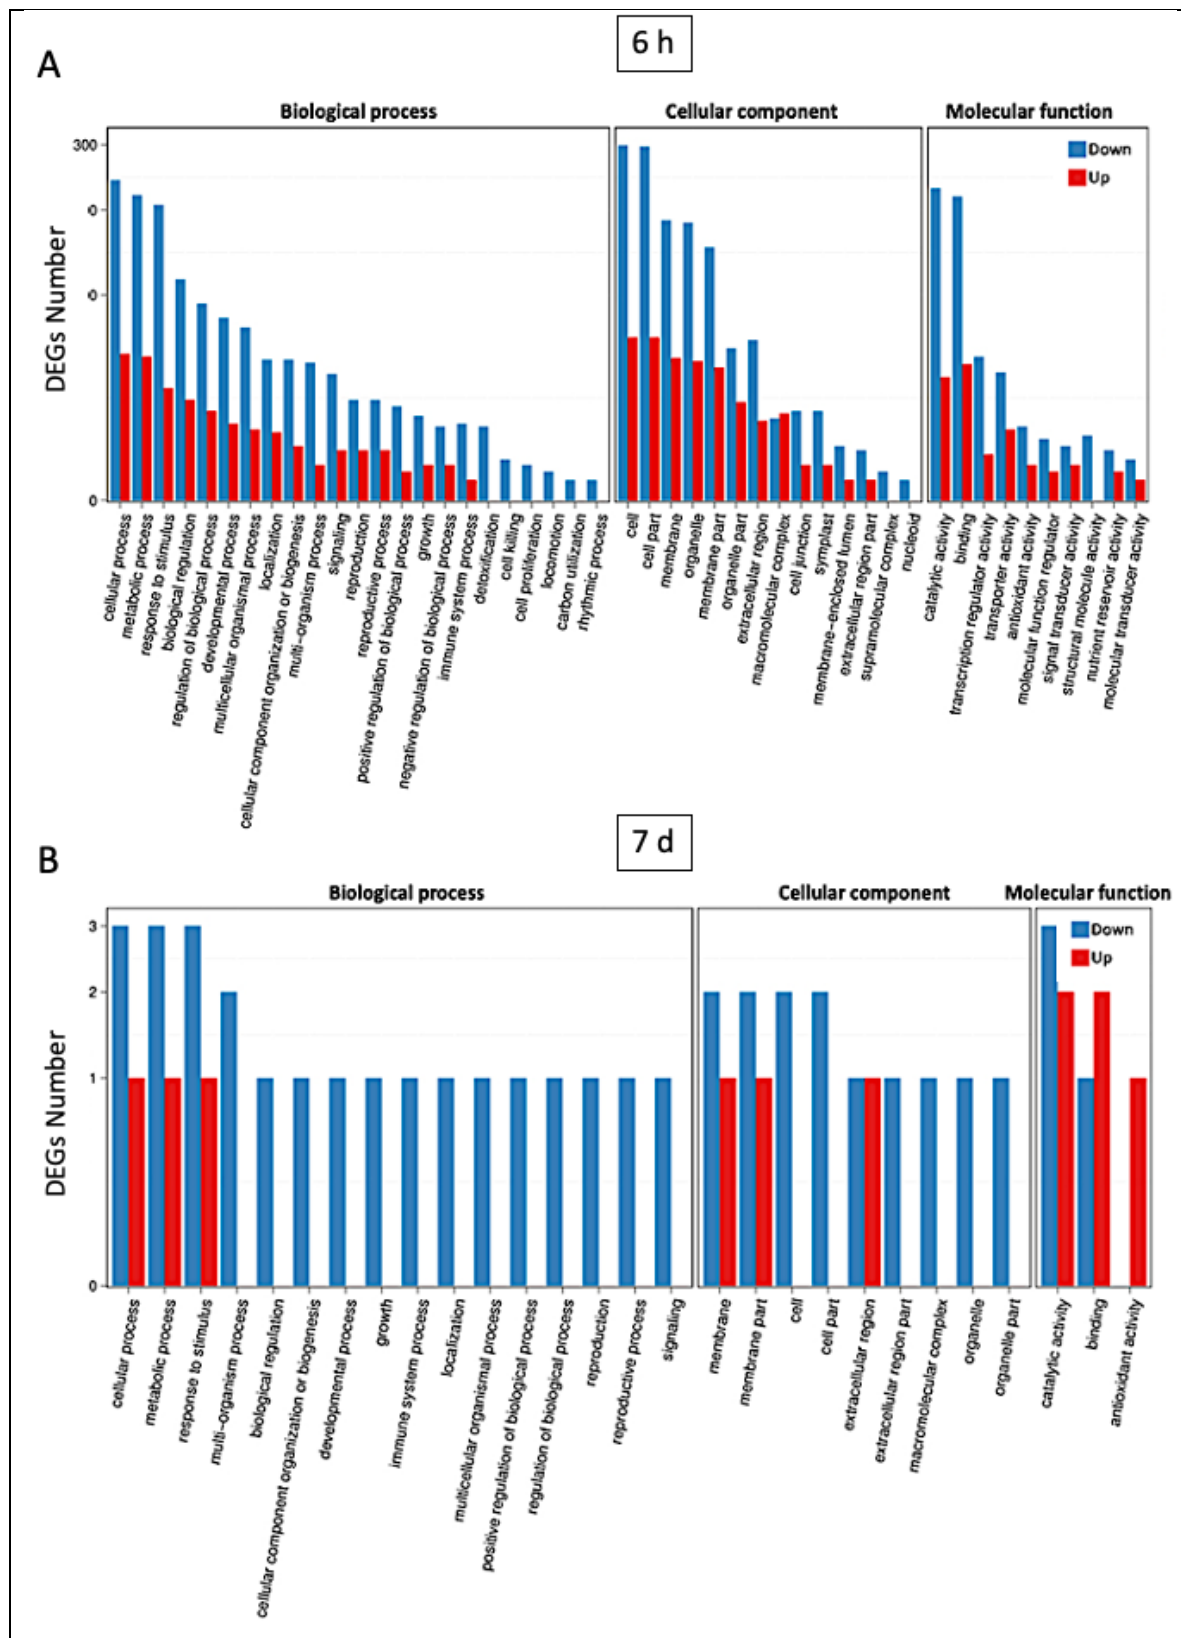 6 h
A
Biological process
Cellular component
Molecular function
DEGs Number
300
0
0
0
Down
Up
cellular process
metabolic process
response to stimulus
biological regulation
regulation of biological process
developmental process
multicellular organismal process
localization
cellular component organization or biogenesis
multi-organism process
signaling
reproduction
reproductive process
positive regulation of biological process
growth
negative regulation of biological process
immune system process
detoxification
cell killing
cell proliferation
locomotion
carbon utilization
rhythmic process
cell
cell part
membrane
organelle
membrane part
organelle part
extracellular region
macromolecular complex
cell junction
symplast
membrane-enclosed lumen
extracellular region part
supramolecular complex
nucleoid
catalytic activity
binding
transcription regulator activity
transporter activity
antioxidant activity
molecular function regulator
signal transducer activity
structural molecule activity
nutrient reservoir activity
molecular transducer activity
7 d
B
Biological process
Cellular component
Molecular function
DEGs Number
3
2
1
0
Down
Up
cellular process
metabolic process
response to stimulus
multi-organism process
biological regulation
cellular component organization or biogenesis
developmental process
growth
immune system process
localization
multicellular organismal process
positive regulation of biological process
regulation of biological process
reproduction
reproductive process
signaling
membrane
membrane part
cell
cell part
extracellular region
extracellular region part
macromolecular complex
organelle
organelle part
catalytic activity
binding
antioxidant activity